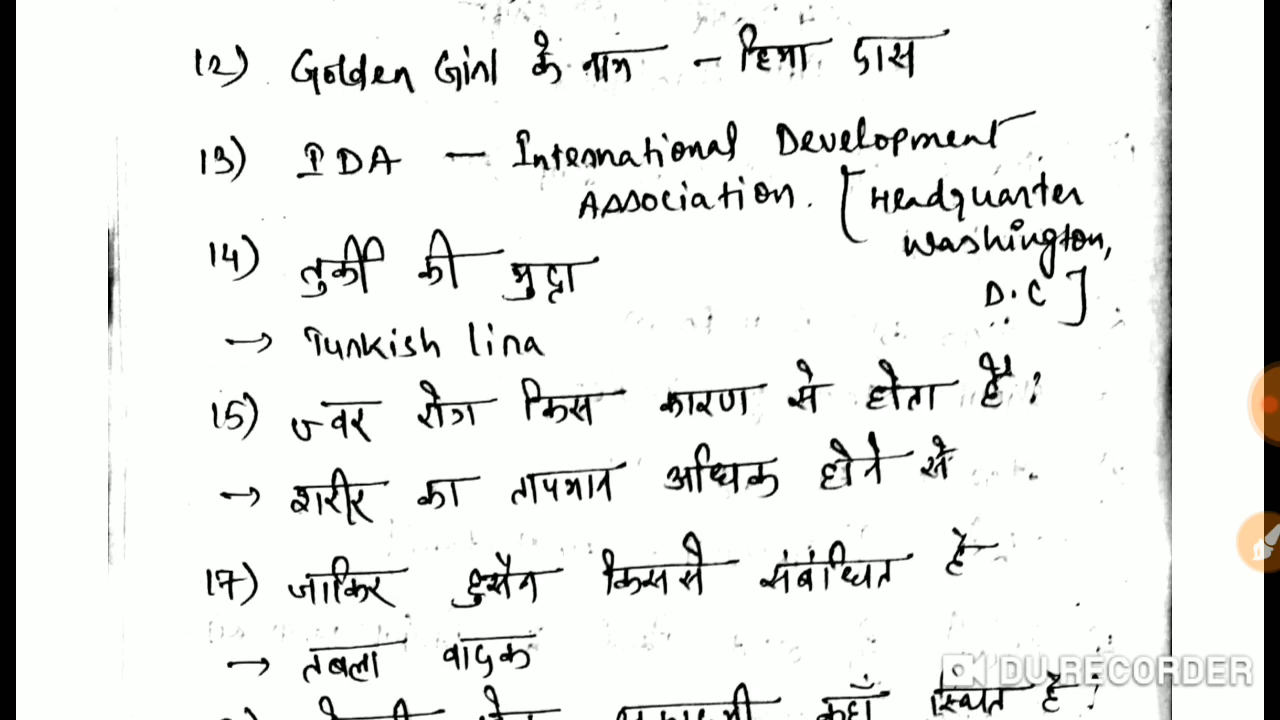 12) Golden Girl के नाम – हिमा दास
13) IDA – International Development
Association. [Headquarter
Washington,
D.C]
14) तुर्की की मुद्रा
→ Turkish lira
15) ज्वर रोग किस कारण से होता है?
→ शरीर का तापमान अधिक होने से
17) जाकिर हुसैन किससे संबंधित है
→ तबला वादक
कहाँ स्थित है?
DU RECORDER